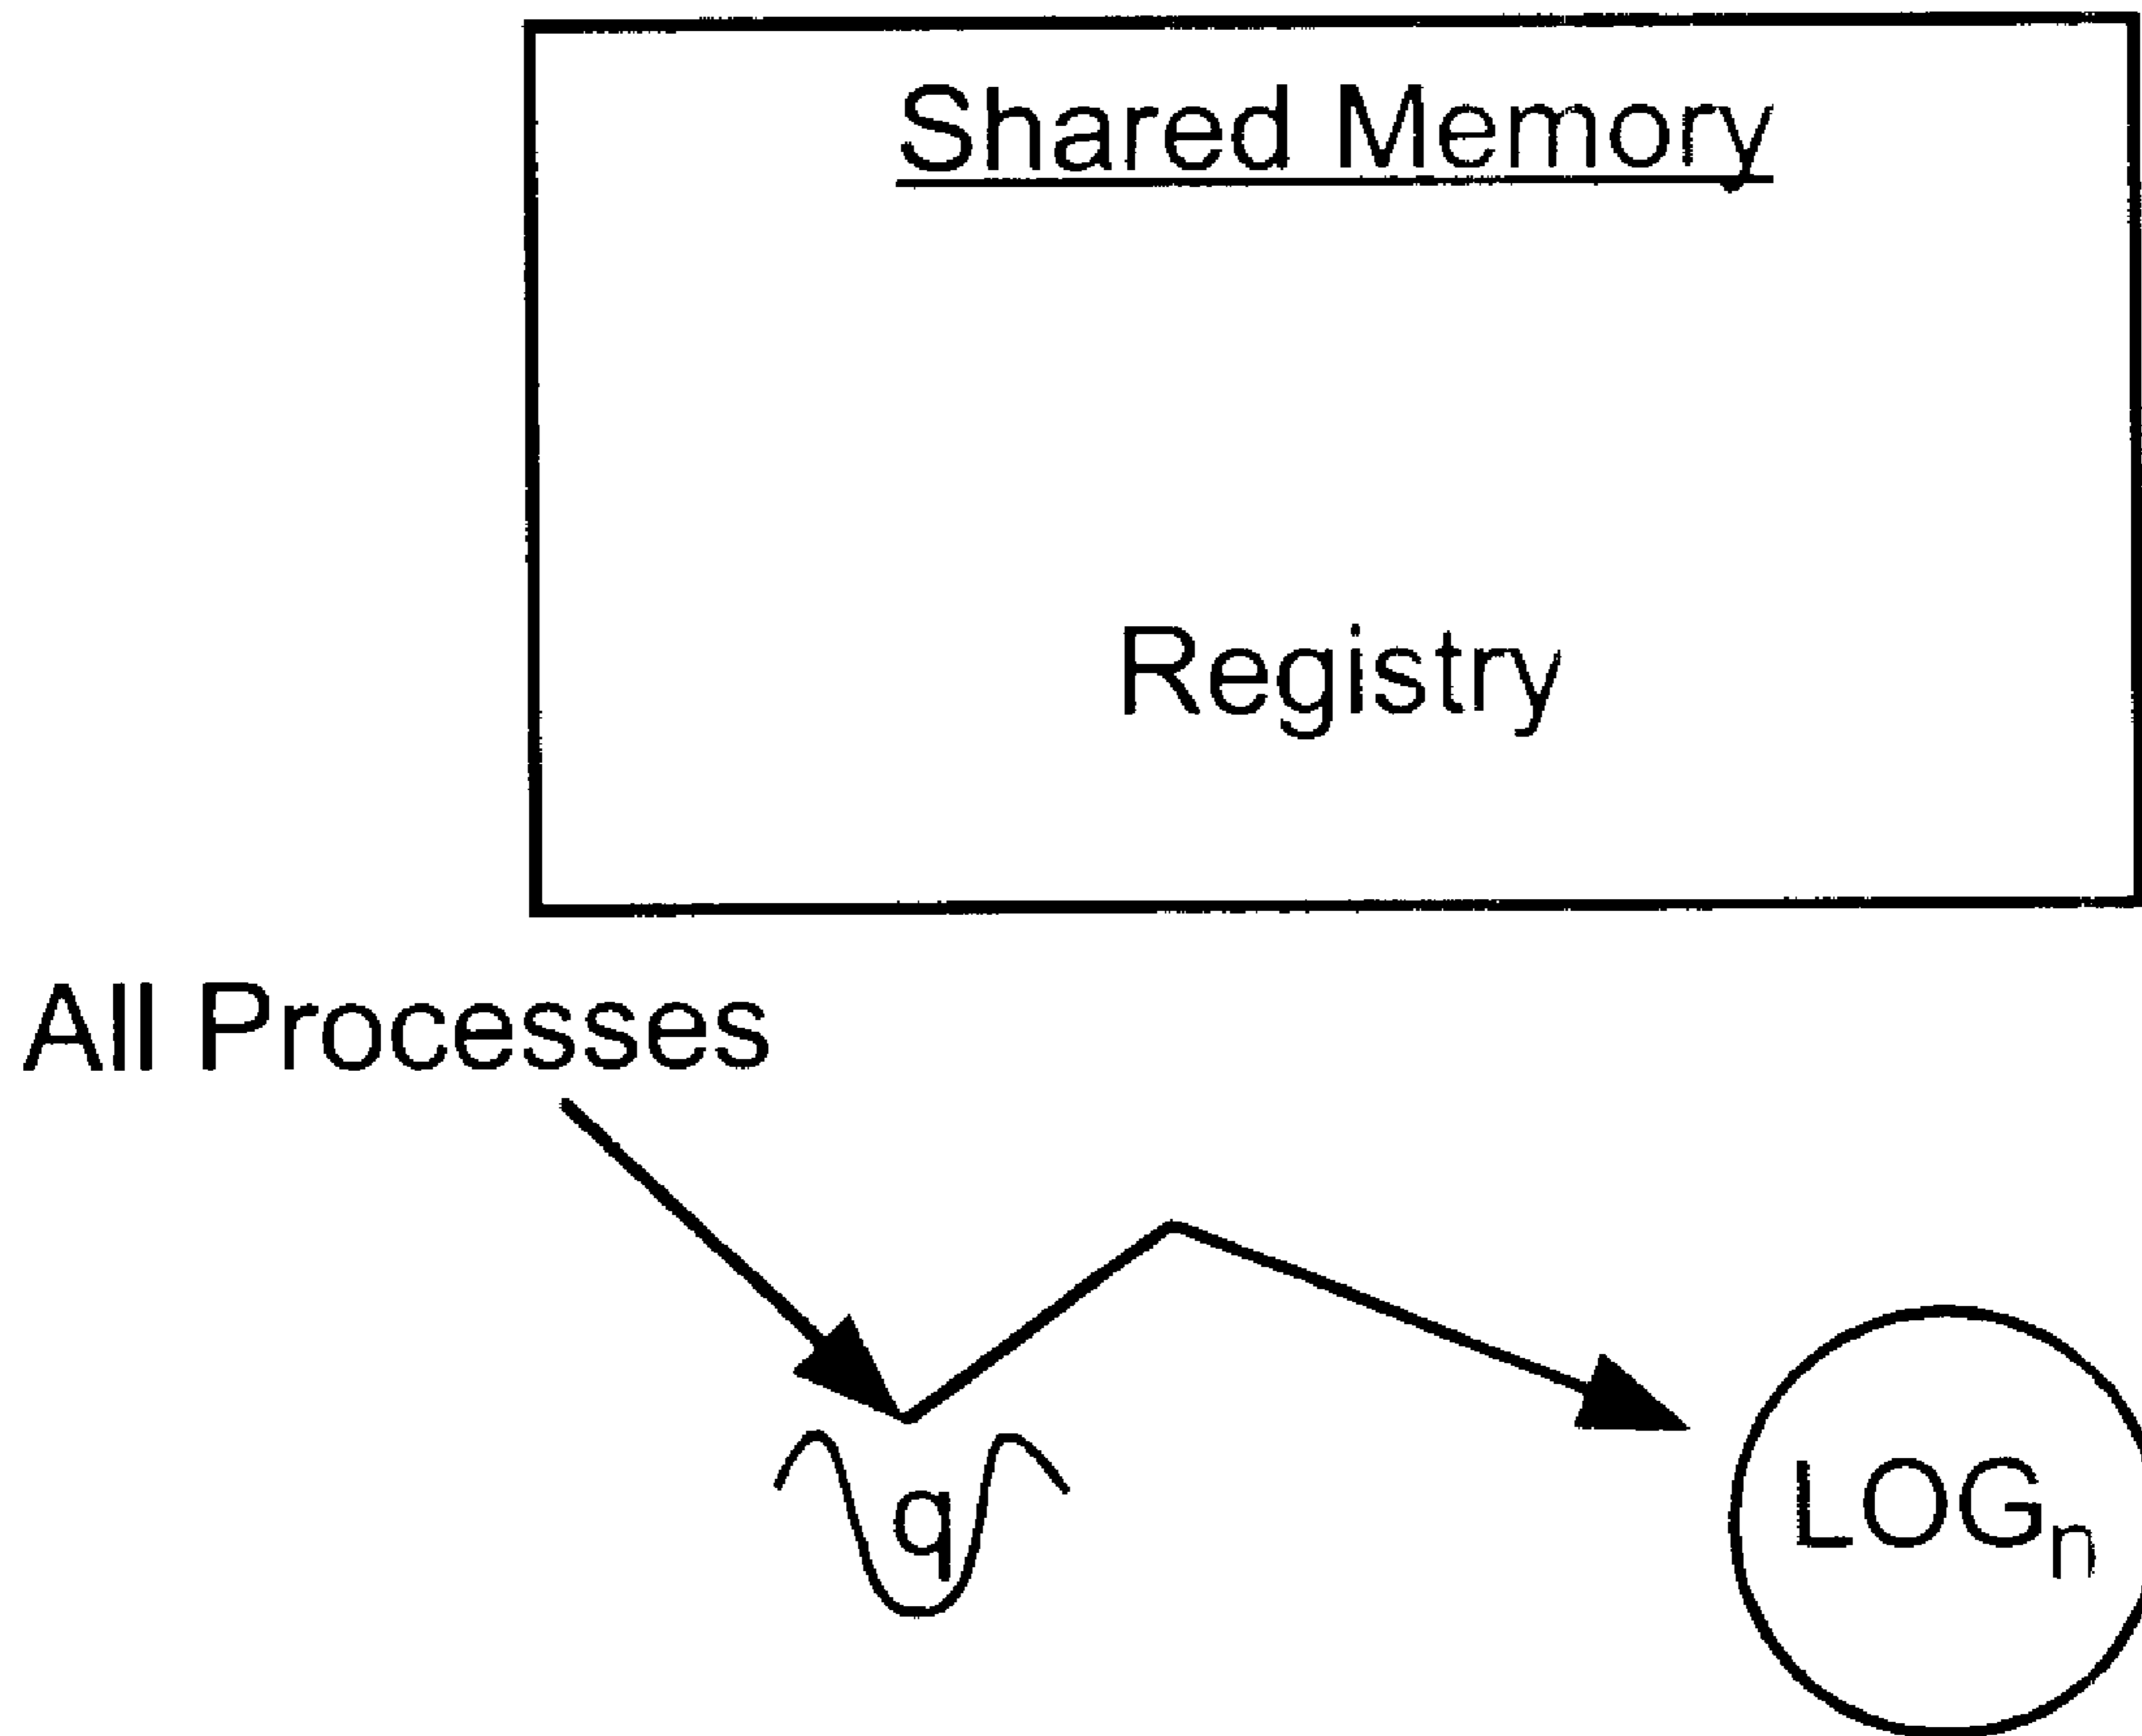 Shared Memory
Registry
All Processes
q
LOGn